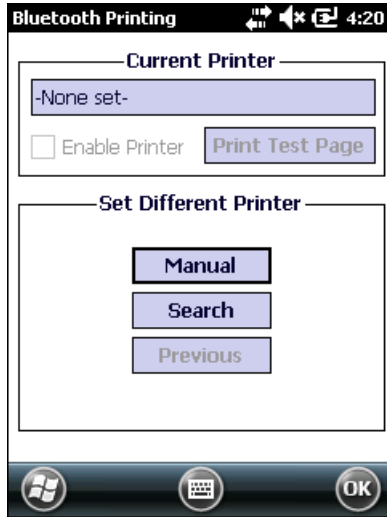 Bluetooth Printing 4:20
Current Printer
-None set-
Enable Printer Print Test Page
Set Different Printer
Manual
Search
Previous
OK